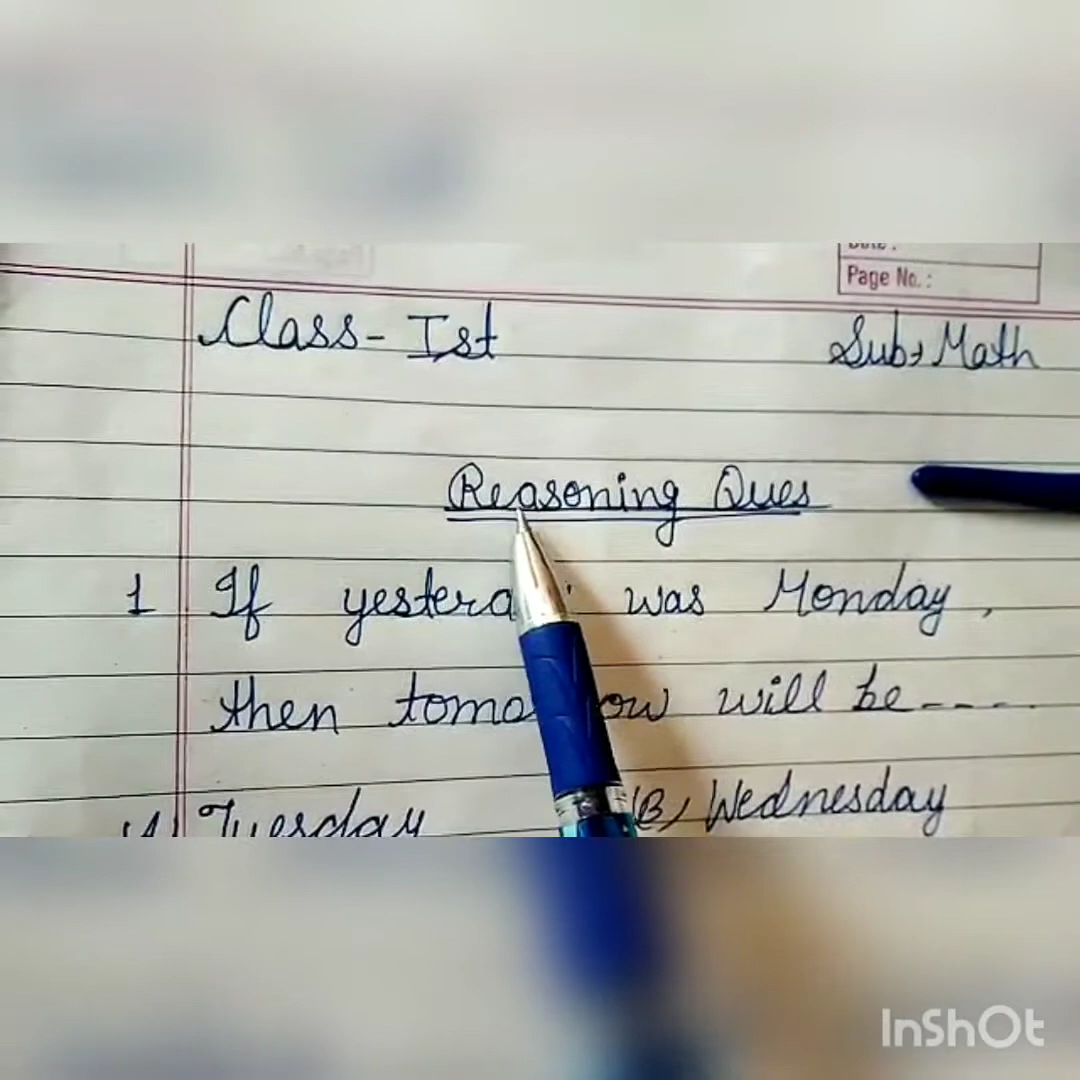 Page No. :
Class - Ist Sub, Math
Reasoning Ques
1 If was Monday,
then will be----.
Tuesday (B) Wednesday
InShOt